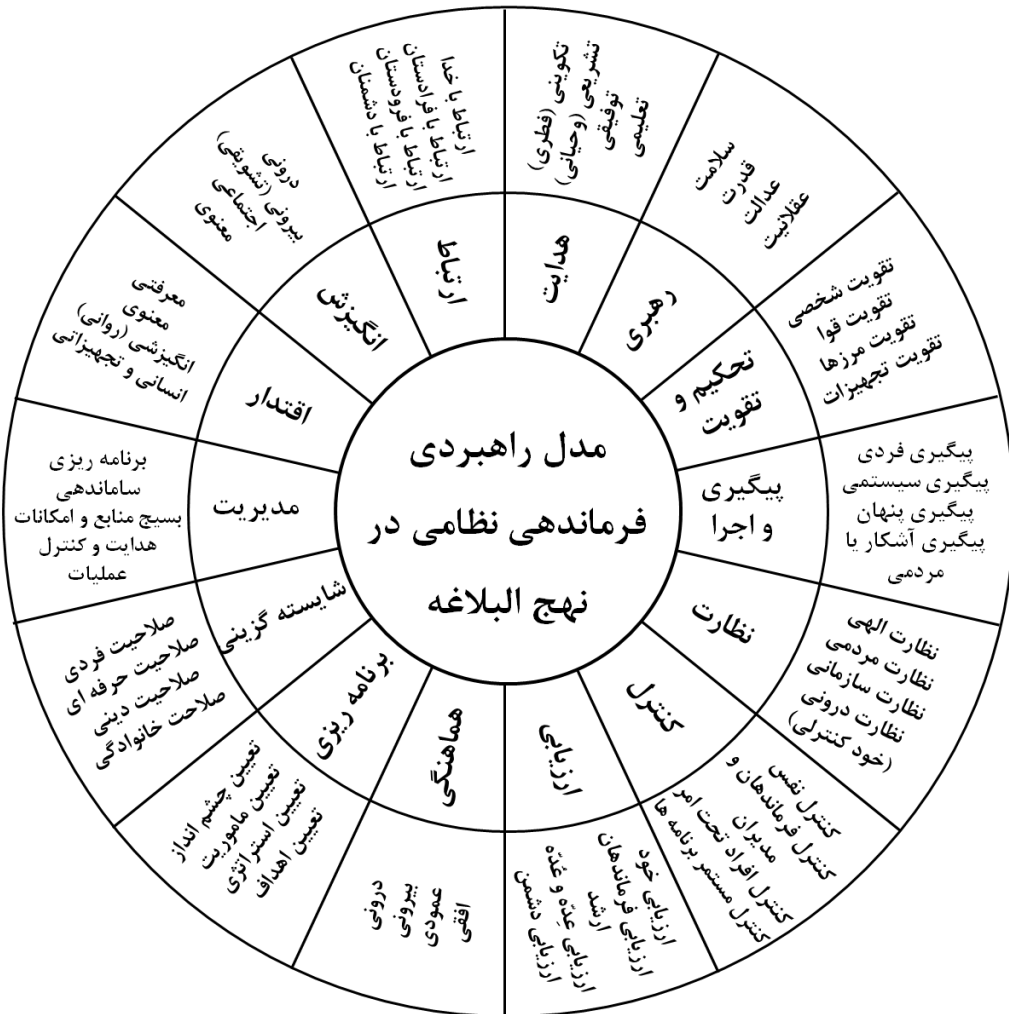 مدل راهبردی
فرماندهی نظامی در
نهج البلاغه
هدایت
تکوینی (فطری)
تشریعی (وحیانی)
توفیقی
تعلیمی
رهبری
سلامت
قدرت
عدالت
عقلانیت
تحکیم و
تقویت
تقویت شخصی
تقویت قوا
تقویت مرزها
تقویت تجهیزات
پیگیری
و اجرا
پیگیری فردی
پیگیری سیستمی
پیگیری پنهان
پیگیری آشکار یا
مردمی
نظارت
نظارت الهی
نظارت مردمی
نظارت سازمانی
نظارت درونی
(خود کنترلی)
کنترل
کنترل نفس
کنترل فرماندهان و
مدیران
کنترل افراد تحت امر
کنترل مستمر برنامه ها
ارزیابی
ارزیابی خود
ارزیابی فرماندهان
ارشد
ارزیابی عِدّه و عُدّه
ارزیابی دشمن
هماهنگی
درونی
بیرونی
عمودی
افقی
برنامه ریزی
تعیین چشم انداز
تعیین ماموریت
تعیین استراتژی
تعیین اهداف
شایسته گزینی
صلاحیت فردی
صلاحیت حرفه ای
صلاحیت دینی
صلاحت خانوادگی
مدیریت
برنامه ریزی
ساماندهی
بسیج منابع و امکانات
هدایت و کنترل
عملیات
اقتدار
معرفتی
معنوی
انگیزشی (روانی)
انسانی و تجهیزاتی
انگیزش
درونی
بیرونی (تشویقی)
اجتماعی
معنوی
ارتباط
ارتباط با خدا
ارتباط با فرادستان
ارتباط با فرودستان
ارتباط با دشمنان